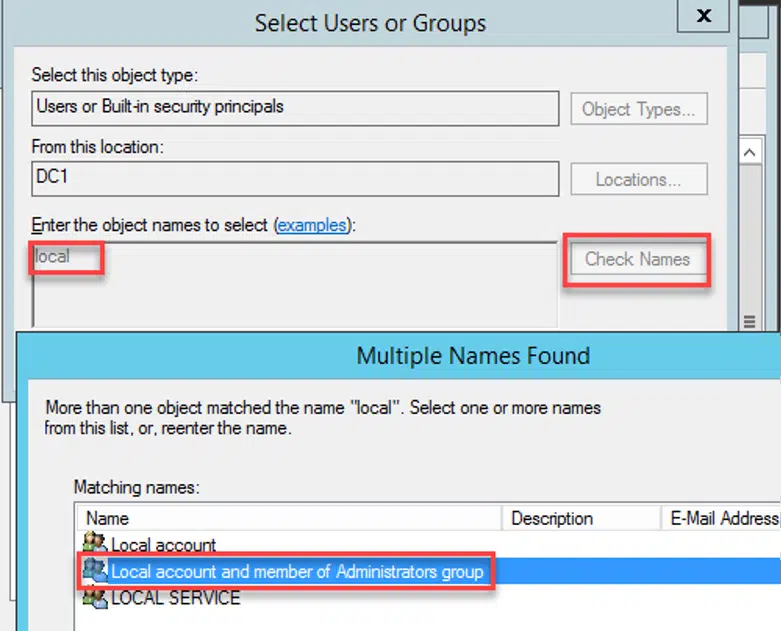 Select Users or Groups
x
Select this object type:
Users or Built-in security principals
Object Types...
From this location:
DC1
Locations...
Enter the object names to select (examples):
local
Check Names
Multiple Names Found
More than one object matched the name "local". Select one or more names
from this list, or, reenter the name.
Matching names:
Name Description E-Mail Address
Local account
Local account and member of Administrators group
LOCAL SERVICE